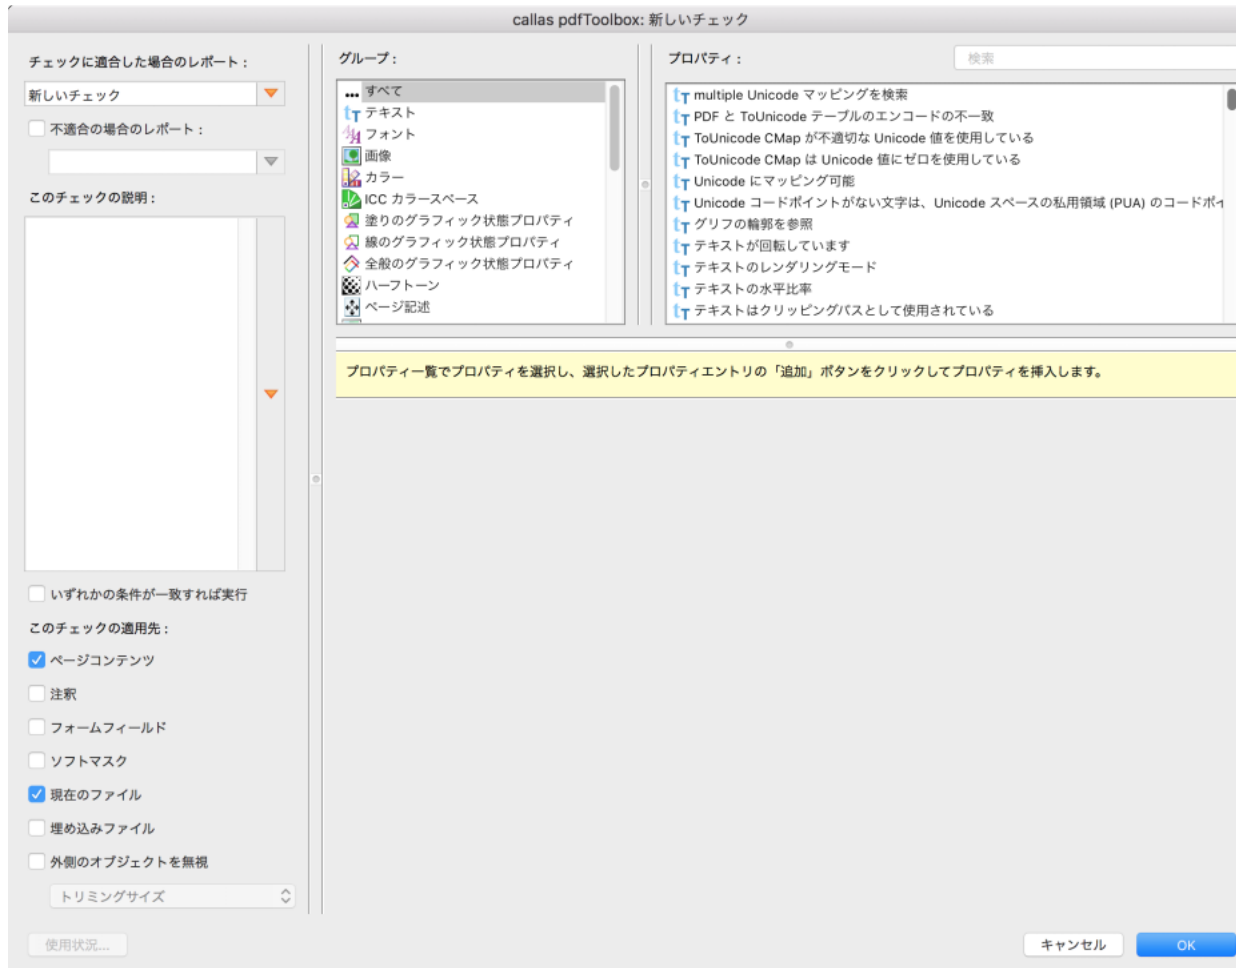 callas pdfToolbox: 新しいチェック
チェックに適合した場合のレポート：
新しいチェック
不適合の場合のレポート：
このチェックの説明：
いずれかの条件が一致すれば実行
このチェックの適用先：
ページコンテンツ
注釈
フォームフィールド
ソフトマスク
現在のファイル
埋め込みファイル
外側のオブジェクトを無視
トリミングサイズ
使用状況...
グループ：
すべて
テキスト
フォント
画像
カラー
ICC カラースペース
塗りのグラフィック状態プロパティ
線のグラフィック状態プロパティ
全般のグラフィック状態プロパティ
ハーフトーン
ページ記述
プロパティ：
検索
multiple Unicode マッピングを検索
PDF と ToUnicode テーブルのエンコードの不一致
ToUnicode CMap が不適切な Unicode 値を使用している
ToUnicode CMap は Unicode 値にゼロを使用している
Unicode にマッピング可能
Unicode コードポイントがない文字は、Unicode スペースの私用領域 (PUA) のコードポイ
グリフの輪郭を参照
テキストが回転しています
テキストのレンダリングモード
テキストの水平比率
テキストはクリッピングパスとして使用されている
プロパティ一覧でプロパティを選択し、選択したプロパティエントリの「追加」ボタンをクリックしてプロパティを挿入します。
キャンセル
OK